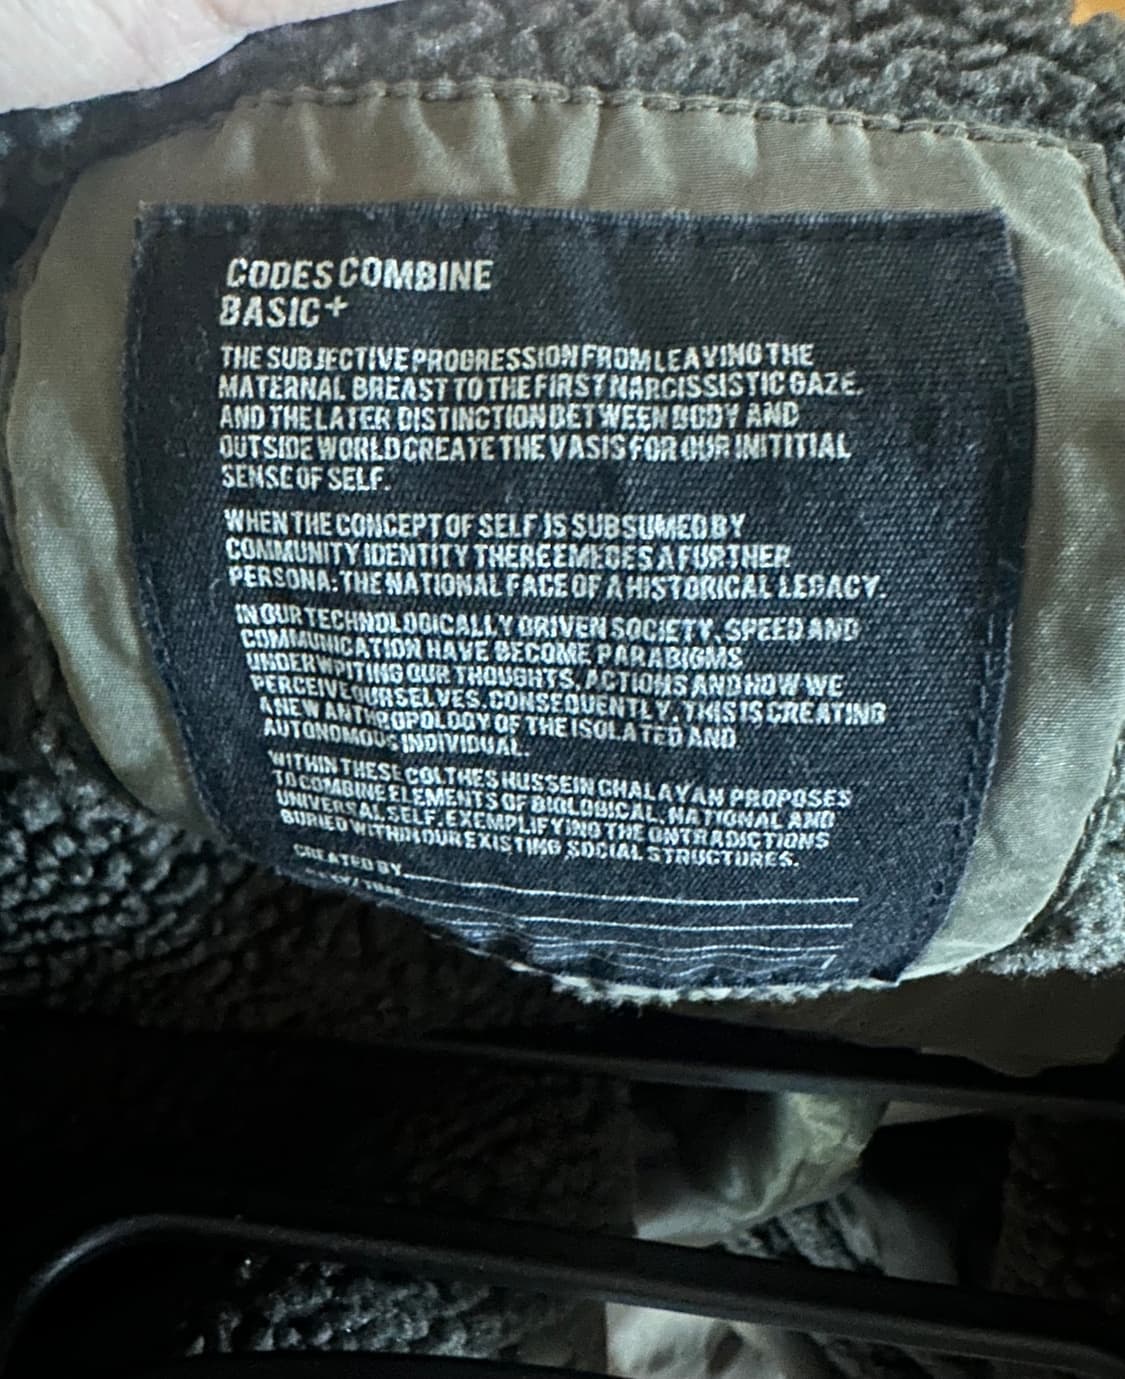 CODES COMBINE
BASIC+
THE SUBJECTIVE PROGRESSION FROM LEAVING THE
MATERNAL BREAST TO THE FIRST NARCISSISTIC GAZE.
AND THE LATER DISTINCTION BETWEEN BODY AND
OUTSIDE WORLD CREATE THE VASIS FOR OUR INITITIAL
SENSE OF SELF.
WHEN THE CONCEPT OF SELF IS SUBSUMED BY
COMMUNITY IDENTITY THERE EMEGES A FURTHER
PERSONA: THE NATIONAL FACE OF A HISTORICAL LEGACY.
IN OUR TECHNOLOGICALLY DRIVEN SOCIETY, SPEED AND
COMMUNICATION HAVE BECOME PARABIGMS
UNDERWRITING OUR THOUGHTS, ACTIONS AND HOW WE
PERCEIVE OURSELVES. CONSEQUENTLY, THIS IS CREATING
A NEW ANTHROPOLOGY OF THE ISOLATED AND
AUTONOMOUS INDIVIDUAL.
WITHIN THESE COLTHES HUSSEIN CHALAYAN PROPOSES
TO COMBINE ELEMENTS OF BIOLOGICAL, NATIONAL AND
UNIVERSAL SELF, EXEMPLIFYING THE ONTRADICTIONS
BURIED WITHIN OUR EXISTING SOCIAL STRUCTURES.
CREATED BY